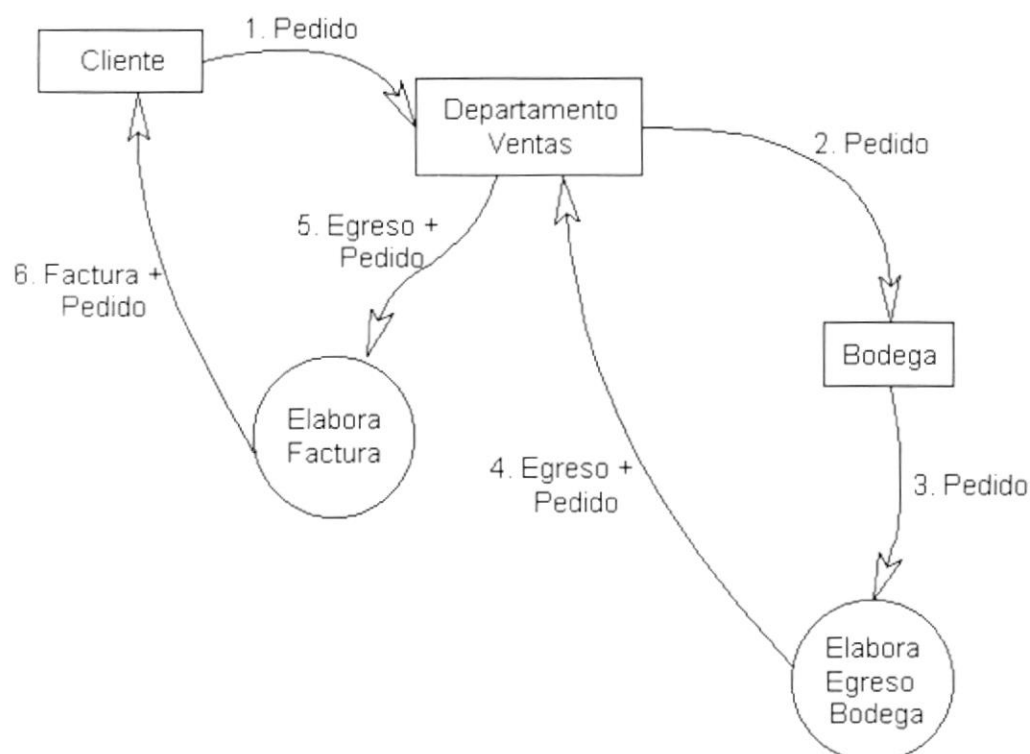 1. Pedido
Cliente
Departamento
Ventas
2. Pedido
5. Egreso +
Pedido
6. Factura +
Pedido
Bodega
Elabora
Factura
4. Egreso +
Pedido
3. Pedido
Elabora
Egreso
Bodega